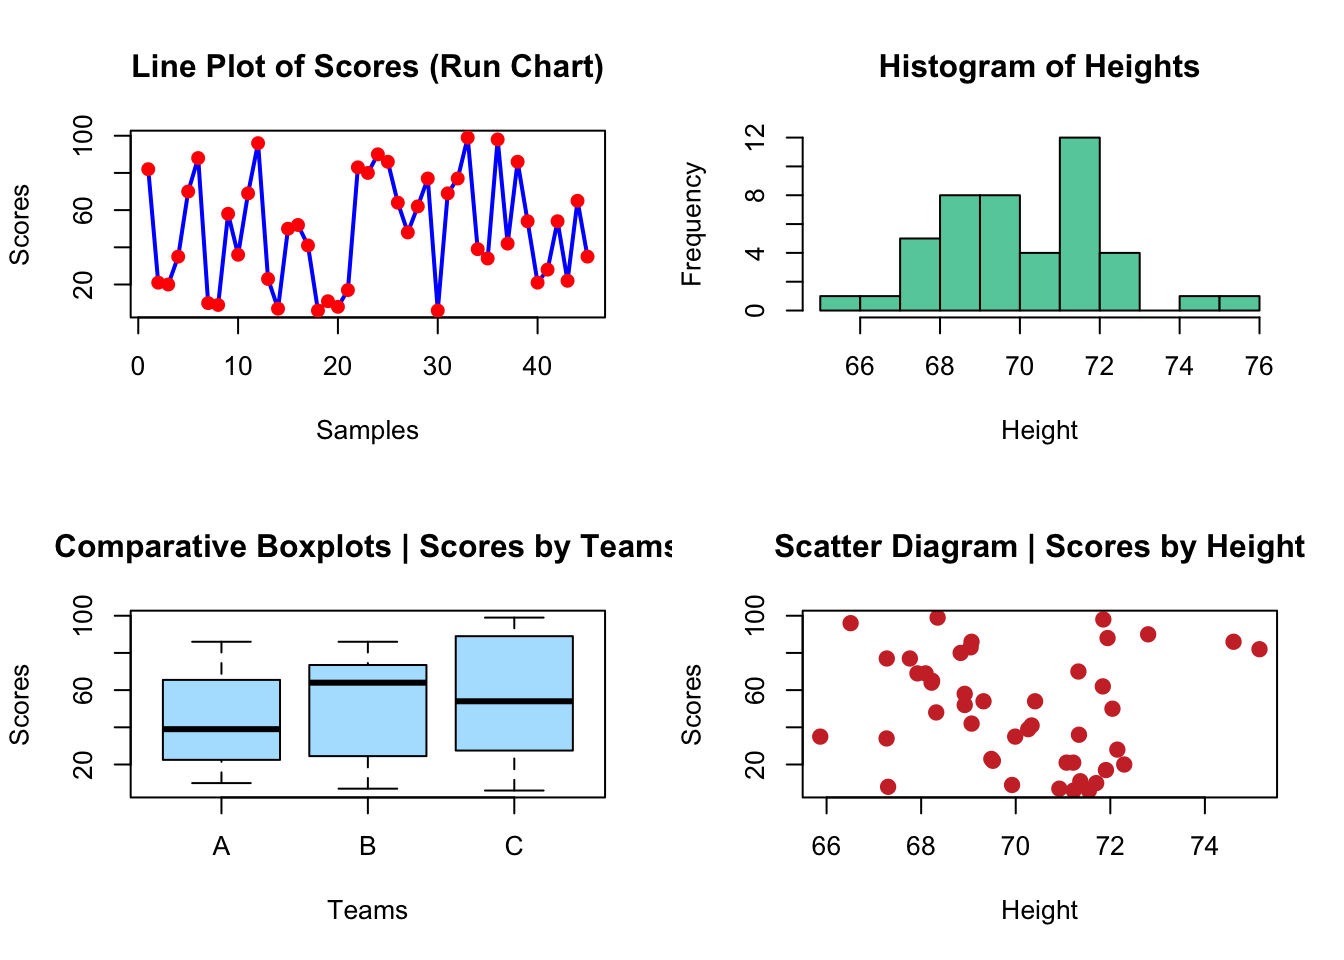 Line Plot of Scores (Run Chart)
Scores
100
60
20
0 10 20 30 40
Samples
Histogram of Heights
Frequency
12
8
4
0
66 68 70 72 74 76
Height
Comparative Boxplots | Scores by Teams
Scores
100
60
20
A B C
Teams
Scatter Diagram | Scores by Height
Scores
100
60
20
66 68 70 72 74
Height